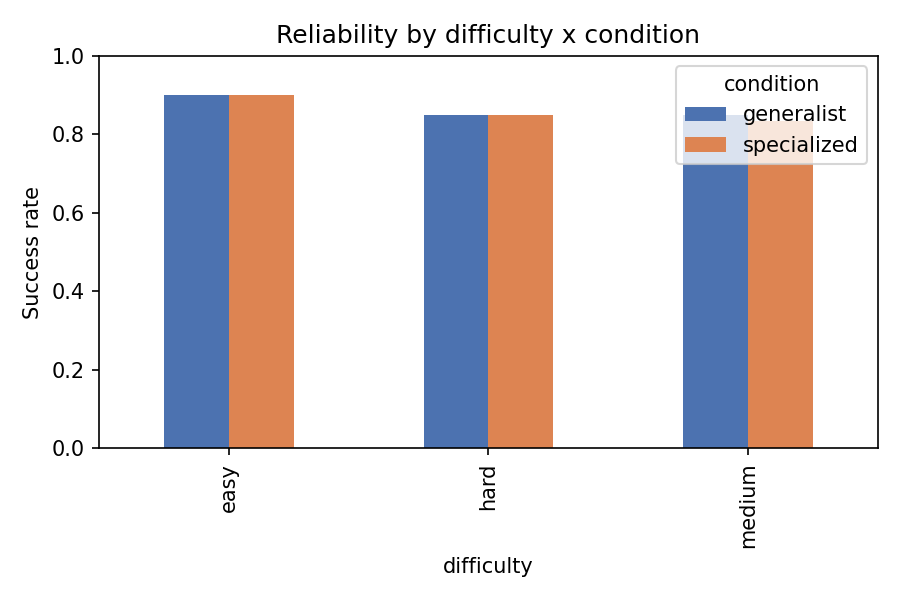 Reliability by difficulty x condition
condition
generalist
specialized
1.0
0.8
0.6
0.4
0.2
0.0
Success rate
easy
hard
medium
difficulty